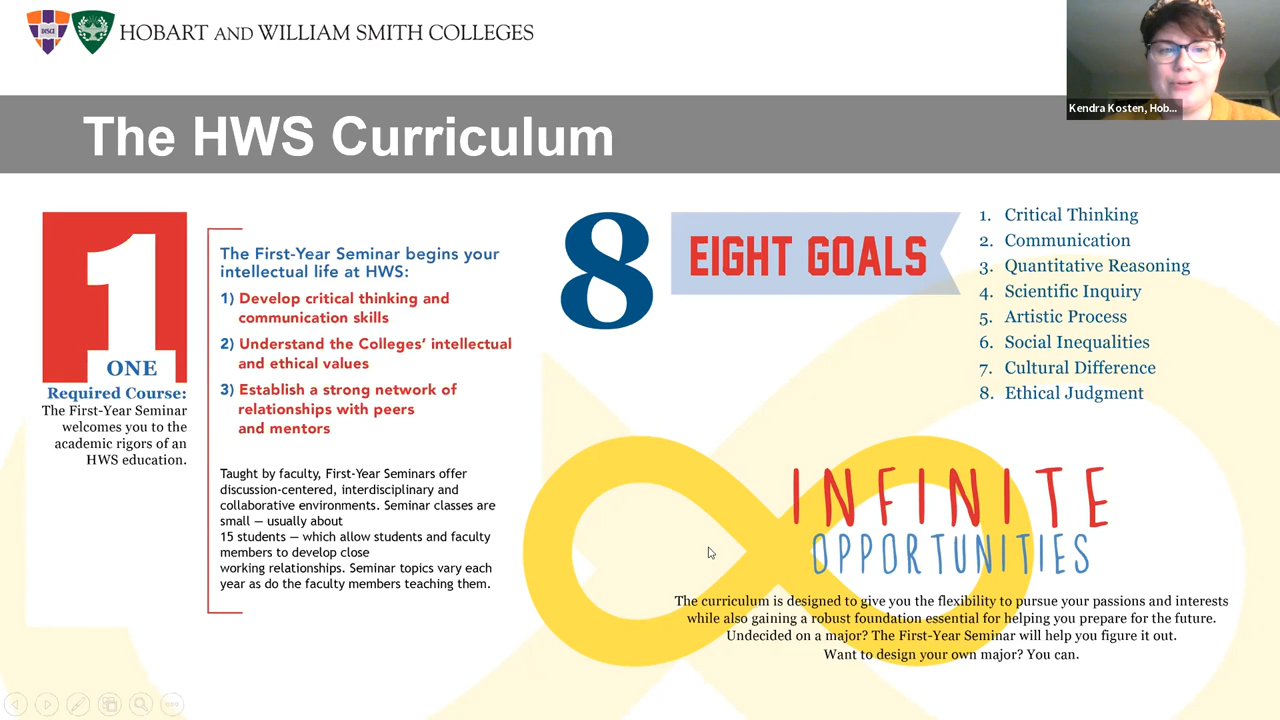 HOBART AND WILLIAM SMITH COLLEGES
DISCE
Kendra Kosten, Hob...
The HWS Curriculum
1
ONE
Required Course:
The First-Year Seminar
welcomes you to the
academic rigors of an
HWS education.
The First-Year Seminar begins your
intellectual life at HWS:
1) Develop critical thinking and
communication skills
2) Understand the Colleges’ intellectual
and ethical values
3) Establish a strong network of
relationships with peers
and mentors
Taught by faculty, First-Year Seminars offer
discussion-centered, interdisciplinary and
collaborative environments. Seminar classes are
small — usually about
15 students — which allow students and faculty
members to develop close
working relationships. Seminar topics vary each
year as do the faculty members teaching them.
8
EIGHT GOALS
1. Critical Thinking
2. Communication
3. Quantitative Reasoning
4. Scientific Inquiry
5. Artistic Process
6. Social Inequalities
7. Cultural Difference
8. Ethical Judgment
INFINITE
OPPORTUNITIES
The curriculum is designed to give you the flexibility to pursue your passions and interests
while also gaining a robust foundation essential for helping you prepare for the future.
Undecided on a major? The First-Year Seminar will help you figure it out.
Want to design your own major? You can.